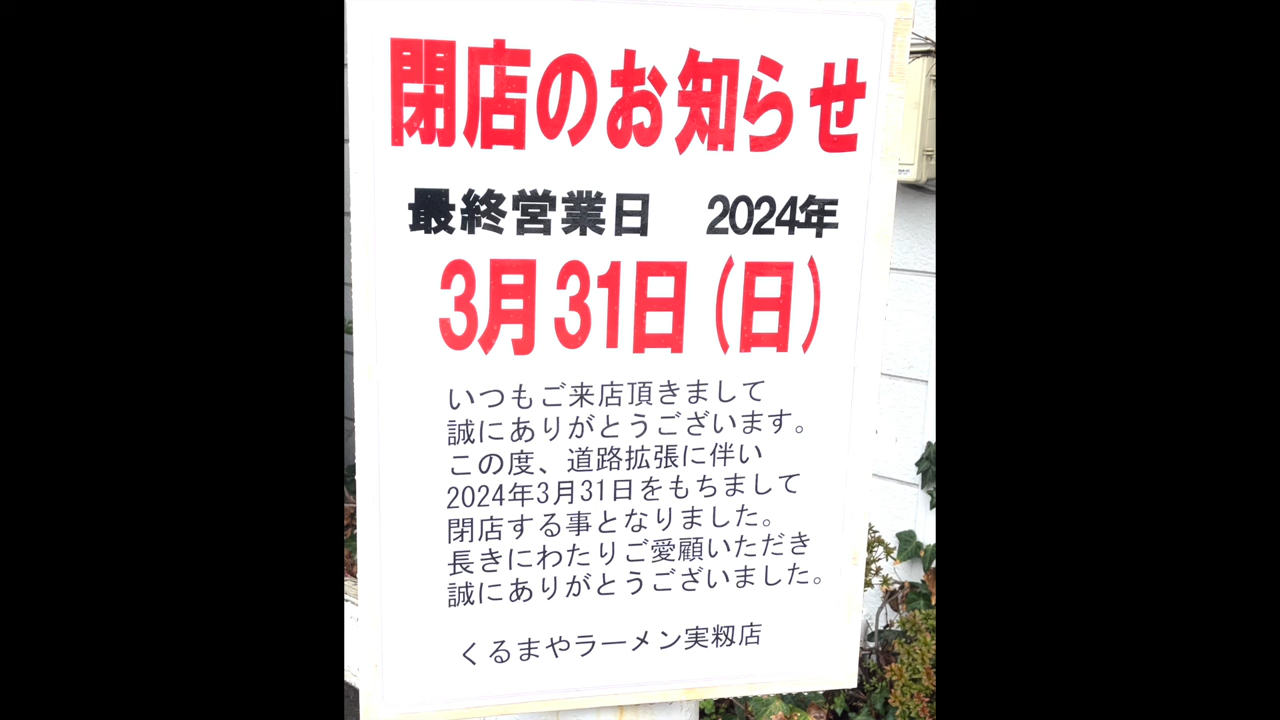 閉店のお知らせ
最終営業日 2024年
3月31日(日)
いつもご来店頂きまして
誠にありがとうございます。
この度、道路拡張に伴い
2024年3月31日をもちまして
閉店する事となりました。
長きにわたりご愛顧いただき
誠にありがとうございました。
くるまやラーメン実籾店